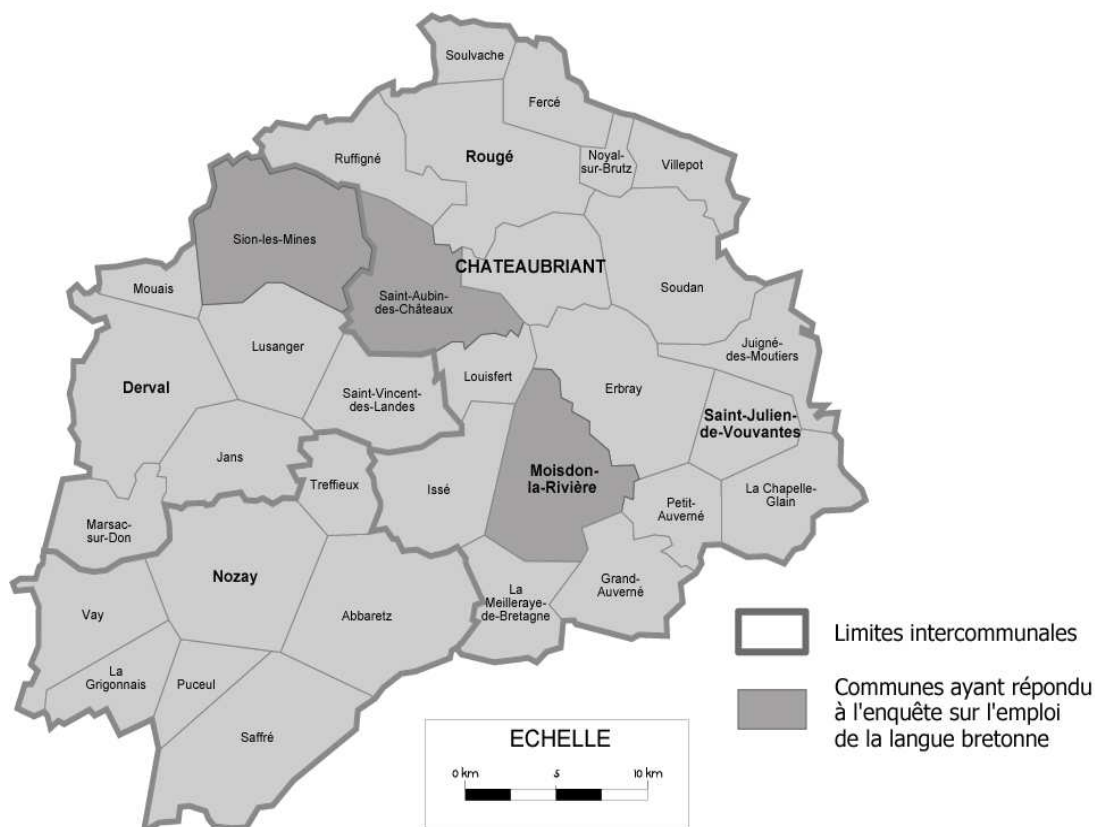 Soulvache
Fercé
Ruffigné
Rougé
Noyal-
sur-Brutz
Villepot
Sion-les-Mines
CHATEAUBRIANT
Mouais
Saint-Aubin-
des-Châteaux
Soudan
Lusanger
Juigné
-des-Moutiers
Derval
Saint-Vincent
-des-Landes
Louisfert
Erbray
Saint-Julien-
de-Vouvantes
Jans
Treffieux
Issé
Moisdon-
la-Rivière
La Chapelle-
Glain
Petit-
Auverné
Marsac-
sur-Don
Nozay
Grand-
Auverné
La
Meilleraye-
de-Bretagne
Vay
Abbaretz
La
Grigonnais
Puceul
Saffré
Limites intercommunales
Communes ayant répondu
à l'enquête sur l'emploi
de la langue bretonne
ECHELLE
0 km 5 10 km